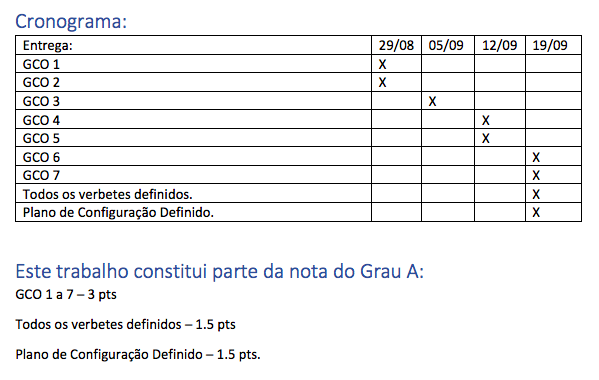 Cronograma:
Entrega: 29/08 05/09 12/09 19/09
GCO 1 X
GCO 2 X
GCO 3 X
GCO 4 X
GCO 5 X
GCO 6 X
GCO 7 X
Todos os verbetes definidos. X
Plano de Configuração Definido. X
Este trabalho constitui parte da nota do Grau A:
GCO 1 a 7 – 3 pts
Todos os verbetes definidos – 1.5 pts
Plano de Configuração Definido – 1.5 pts.